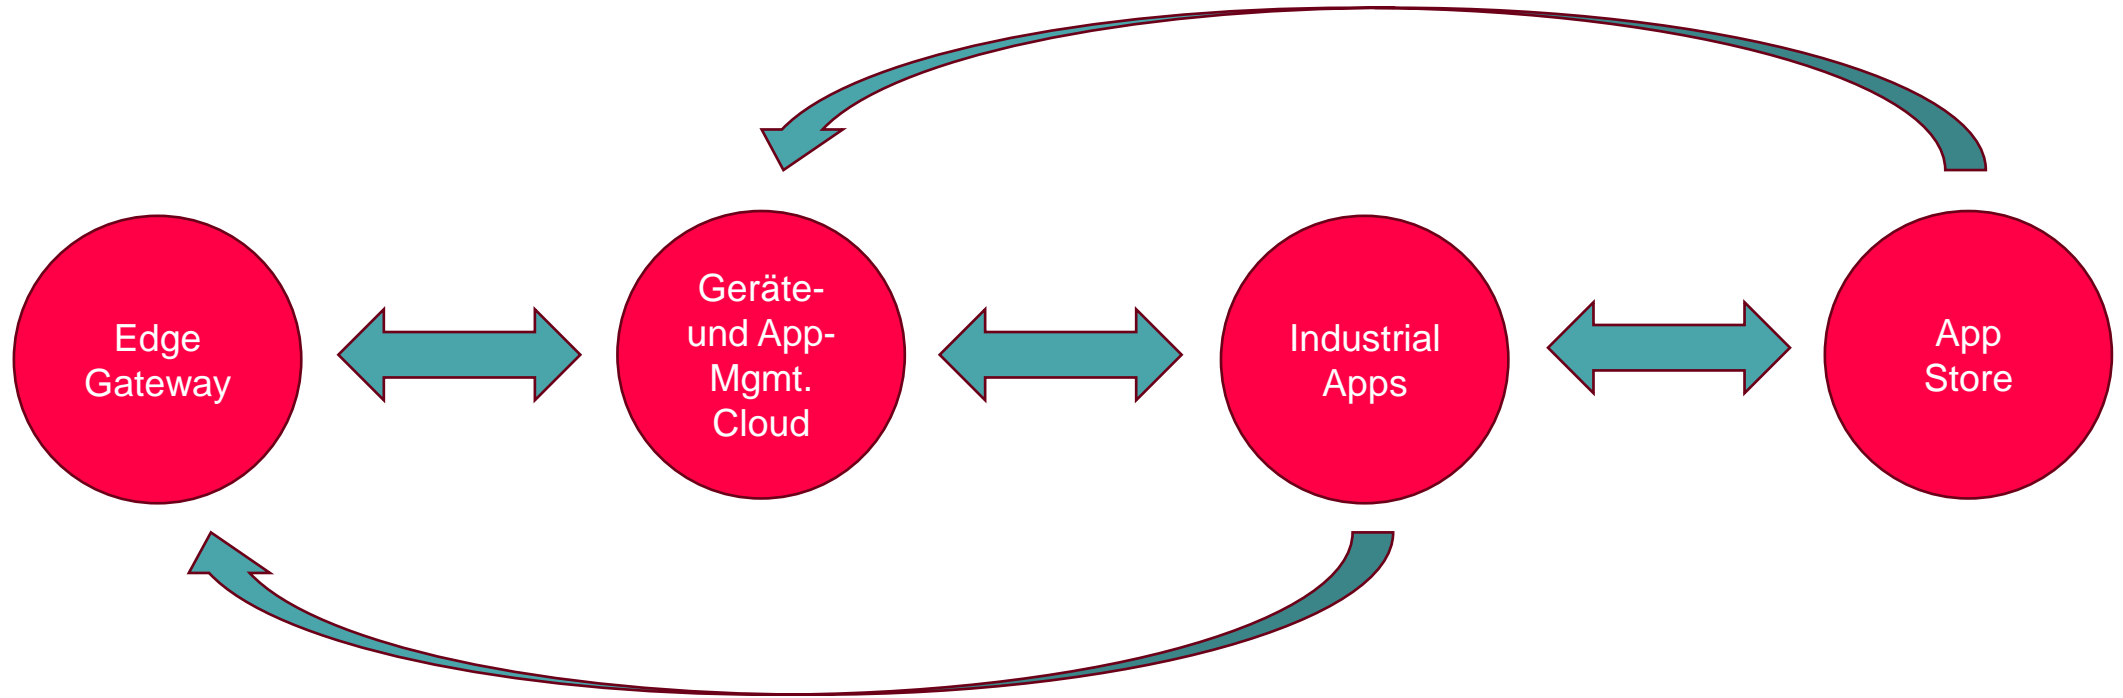 Edge
Gateway
Geräte-
und App-
Mgmt.
Cloud
Industrial
Apps
App
Store